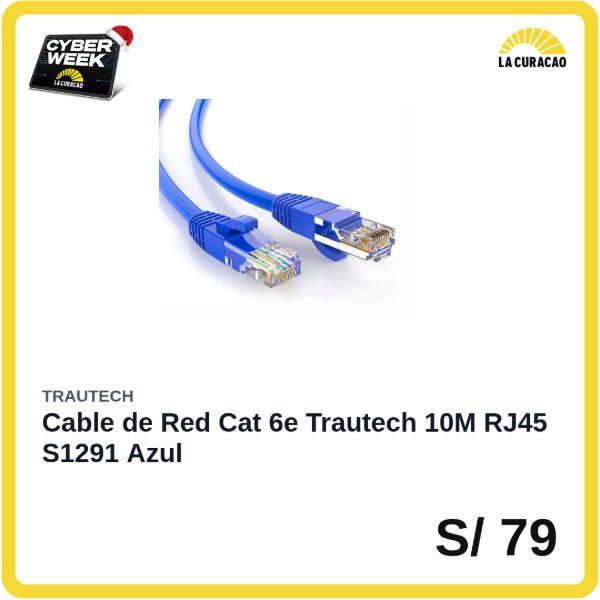 CYBER
WEEK
LA CURACAO
LA CURACAO
TRAUTECH
Cable de Red Cat 6e Trautech 10M RJ45
S1291 Azul
S/ 79